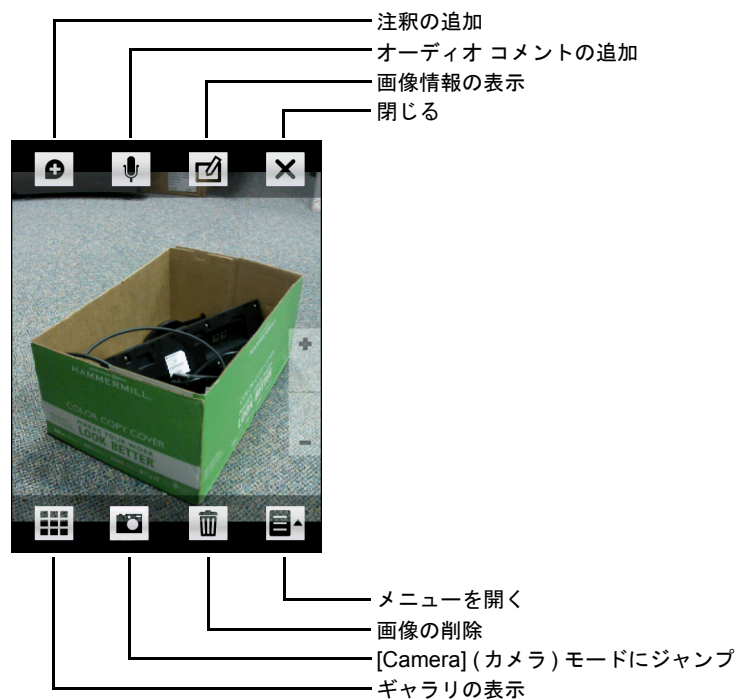 注釈の追加
オーディオ コメントの追加
画像情報の表示
閉じる
HAMMERMILL
COLOR COPY COVER
MAKES YOUR WORK
LOOK BETTER
メニューを開く
画像の削除
[Camera] (カメラ) モードにジャンプ
ギャラリの表示